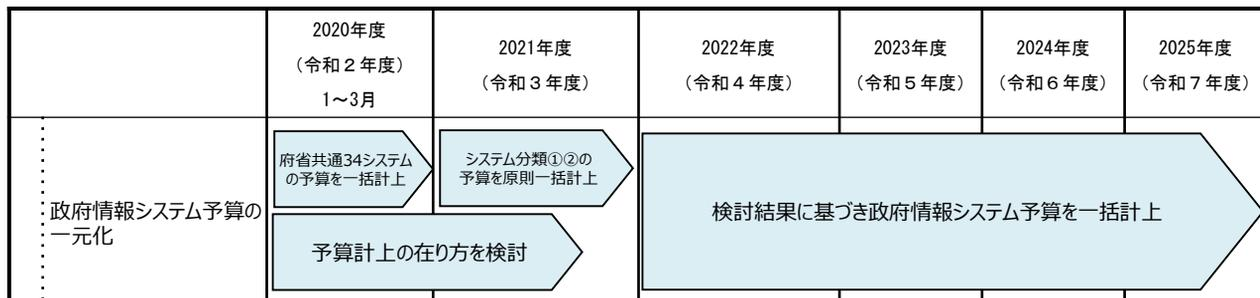 2020年度
（令和２年度）
1～3月
2021年度
（令和３年度）
2022年度
（令和４年度）
2023年度
（令和５年度）
2024年度
（令和６年度）
2025年度
（令和７年度）
政府情報システム予算の
一元化
府省共通34システム
の予算を一括計上
システム分類①②の
予算を原則一括計上
予算計上の在り方を検討
検討結果に基づき政府情報システム予算を一括計上